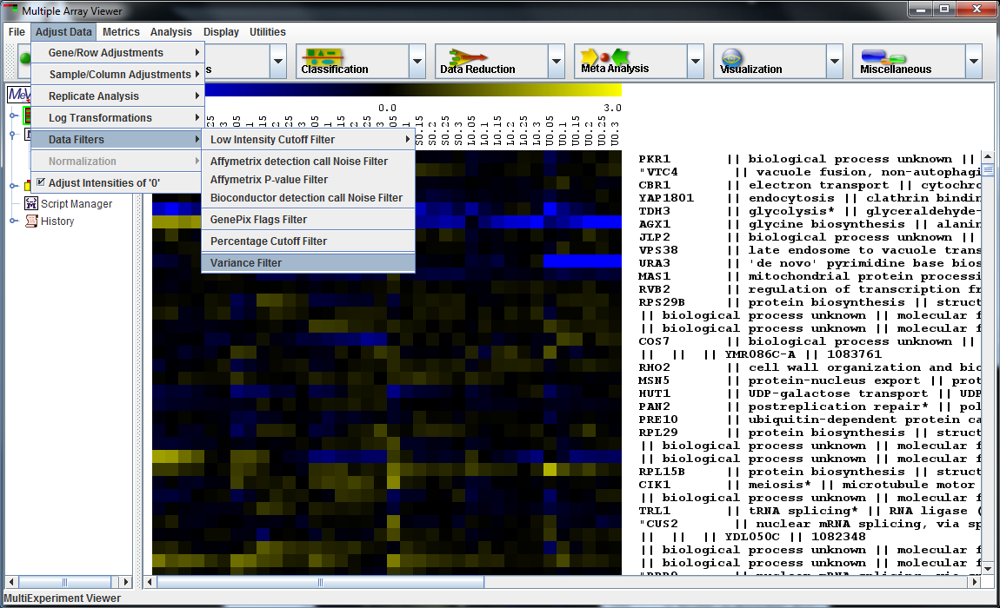 Multiple Array Viewer
File Adjust Data Metrics Analysis Display Utilities
Gene/Row Adjustments
Sample/Column Adjustments
Replicate Analysis
Log Transformations
Data Filters
Normalization
Adjust Intensities of '0'
Script Manager
History
Classification
Data Reduction
Meta Analysis
Visualization
Miscellaneous
0.0 3.0
S0.15 S0.2 S0.25 S0.3 L0.05 L0.1 L0.15 L0.2 L0.25 L0.3 U0.05 U0.1 U0.15 U0.2 U0.25 U0.3
Low Intensity Cutoff Filter
Affymetrix detection call Noise Filter
Affymetrix P-value Filter
Bioconductor detection call Noise Filter
GenePix Flags Filter
Percentage Cutoff Filter
Variance Filter
PKR1 || biological process unknown ||
"VTC4 || vacuole fusion, non-autophagi
CBR1 || electron transport || cytochro
YAP1801 || endocytosis || clathrin bindin
TDH3 || glycolysis* || glyceraldehyde-
AGX1 || glycine biosynthesis || alanin
JLP2 || biological process unknown ||
VPS38 || late endosome to vacuole trans
URA3 || 'de novo' pyrimidine base bios
MAS1 || mitochondrial protein processi
RVB2 || regulation of transcription fr
RPS29B || protein biosynthesis || struct
|| biological process unknown || molecular f
|| biological process unknown || molecular f
COS7 || biological process unknown ||
|| || || YMR086C-A || 1083761
RHO2 || cell wall organization and bio
MSN5 || protein-nucleus export || prot
HUT1 || UDP-galactose transport || UDP
PAN2 || postreplication repair* || pol
PRE10 || ubiquitin-dependent protein ca
RPL29 || protein biosynthesis || struct
|| biological process unknown || molecular f
|| biological process unknown || molecular f
RPL15B || protein biosynthesis || struct
CIK1 || meiosis* || microtubule motor
|| biological process unknown || molecular f
TRL1 || tRNA splicing* || RNA ligase (
"CUS2 || nuclear mRNA splicing, via sp
|| || || YDL050C || 1082348
|| biological process unknown || molecular f
|| biological process unknown || molecular f
MultiExperiment Viewer